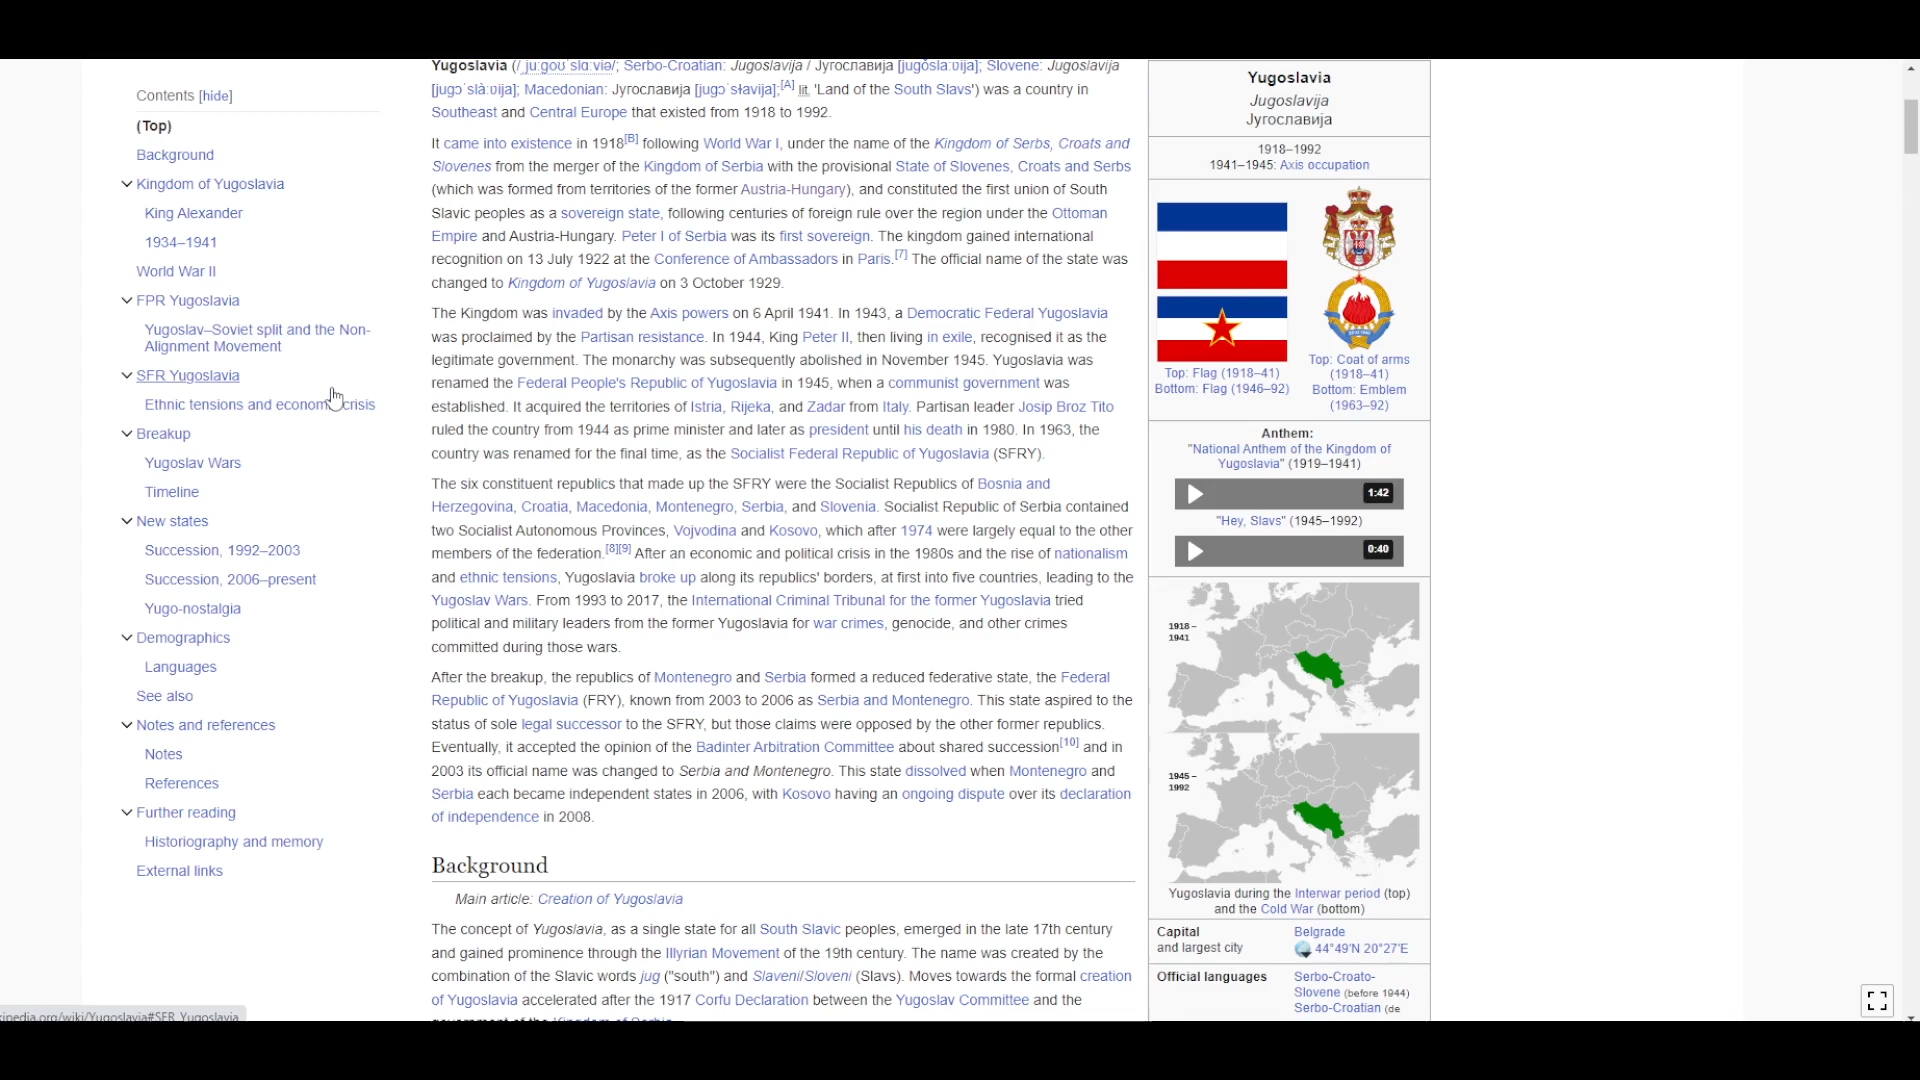 Contents [hide]
(Top)
Background
Kingdom of Yugoslavia
King Alexander
1934–1941
World War II
FPR Yugoslavia
Yugoslav–Soviet split and the Non-
Alignment Movement
SFR Yugoslavia
Ethnic tensions and economic crisis
Breakup
Yugoslav Wars
Timeline
New states
Succession, 1992–2003
Succession, 2006–present
Yugo-nostalgia
Demographics
Languages
See also
Notes and references
Notes
References
Further reading
Historiography and memory
External links
Yugoslavia (/ˌjuːɡoʊˈslɑːviə/; Serbo-Croatian: Jugoslavija / Југославија [juɡǒslaːʋija]; Slovene: Jugoslavija
[juɡɔˈslàːʋija]; Macedonian: Југославија [juɡɔˈsɫavija];[A] lit. 'Land of the South Slavs') was a country in
Southeast and Central Europe that existed from 1918 to 1992.
It came into existence in 1918[B] following World War I, under the name of the Kingdom of Serbs, Croats and
Slovenes from the merger of the Kingdom of Serbia with the provisional State of Slovenes, Croats and Serbs
(which was formed from territories of the former Austria-Hungary), and constituted the first union of South
Slavic peoples as a sovereign state, following centuries of foreign rule over the region under the Ottoman
Empire and Austria-Hungary. Peter I of Serbia was its first sovereign. The kingdom gained international
recognition on 13 July 1922 at the Conference of Ambassadors in Paris.[7] The official name of the state was
changed to Kingdom of Yugoslavia on 3 October 1929.
The Kingdom was invaded by the Axis powers on 6 April 1941. In 1943, a Democratic Federal Yugoslavia
was proclaimed by the Partisan resistance. In 1944, King Peter II, then living in exile, recognised it as the
legitimate government. The monarchy was subsequently abolished in November 1945. Yugoslavia was
renamed the Federal People's Republic of Yugoslavia in 1945, when a communist government was
established. It acquired the territories of Istria, Rijeka, and Zadar from Italy. Partisan leader Josip Broz Tito
ruled the country from 1944 as prime minister and later as president until his death in 1980. In 1963, the
country was renamed for the final time, as the Socialist Federal Republic of Yugoslavia (SFRY).
The six constituent republics that made up the SFRY were the Socialist Republics of Bosnia and
Herzegovina, Croatia, Macedonia, Montenegro, Serbia, and Slovenia. Socialist Republic of Serbia contained
two Socialist Autonomous Provinces, Vojvodina and Kosovo, which after 1974 were largely equal to the other
members of the federation.[8][9] After an economic and political crisis in the 1980s and the rise of nationalism
and ethnic tensions, Yugoslavia broke up along its republics' borders, at first into five countries, leading to the
Yugoslav Wars. From 1993 to 2017, the International Criminal Tribunal for the former Yugoslavia tried
political and military leaders from the former Yugoslavia for war crimes, genocide, and other crimes
committed during those wars.
After the breakup, the republics of Montenegro and Serbia formed a reduced federative state, the Federal
Republic of Yugoslavia (FRY), known from 2003 to 2006 as Serbia and Montenegro. This state aspired to the
status of sole legal successor to the SFRY, but those claims were opposed by the other former republics.
Eventually, it accepted the opinion of the Badinter Arbitration Committee about shared succession[10] and in
2003 its official name was changed to Serbia and Montenegro. This state dissolved when Montenegro and
Serbia each became independent states in 2006, with Kosovo having an ongoing dispute over its declaration
of independence in 2008.
Background
Main article: Creation of Yugoslavia
The concept of Yugoslavia, as a single state for all South Slavic peoples, emerged in the late 17th century
and gained prominence through the Illyrian Movement of the 19th century. The name was created by the
combination of the Slavic words jug ("south") and Slaveni/Sloveni (Slavs). Moves towards the formal creation
of Yugoslavia accelerated after the 1917 Corfu Declaration between the Yugoslav Committee and the
government of the Kingdom of Serbia.
Yugoslavia
Jugoslavija
Југославија
1918–1992
1941–1945: Axis occupation
Top: Flag (1918–41)
Bottom: Flag (1946–92)
Top: Coat of arms
(1918–41)
Bottom: Emblem
(1963–92)
Anthem:
"National Anthem of the Kingdom of
Yugoslavia" (1919–1941)
1:42
"Hey, Slavs" (1945–1992)
0:40
1918 –
1941
1945 –
1992
Yugoslavia during the Interwar period (top)
and the Cold War (bottom)
Capital
and largest city
Belgrade
44°49′N 20°27′E
Official languages
Serbo-Croato-
Slovene (before 1944)
Serbo-Croatian (de
kipedia.org/wiki/Yugoslavia#SFR_Yugoslavia